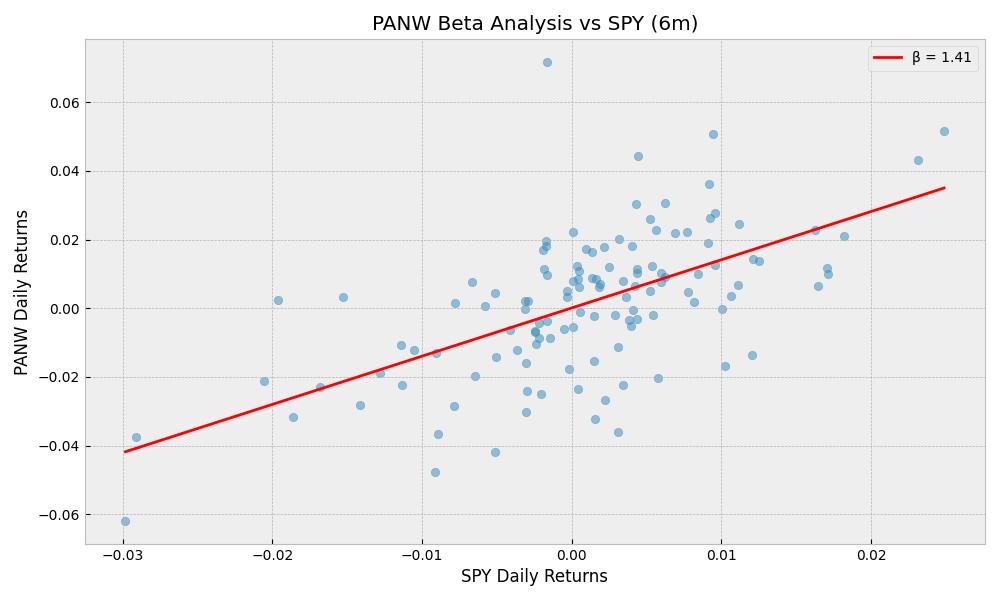 PANW Beta Analysis vs SPY (6m)
β = 1.41
PANW Daily Returns
0.06
0.04
0.02
0.00
−0.02
−0.04
−0.06
−0.03 −0.02 −0.01 0.00 0.01 0.02
SPY Daily Returns